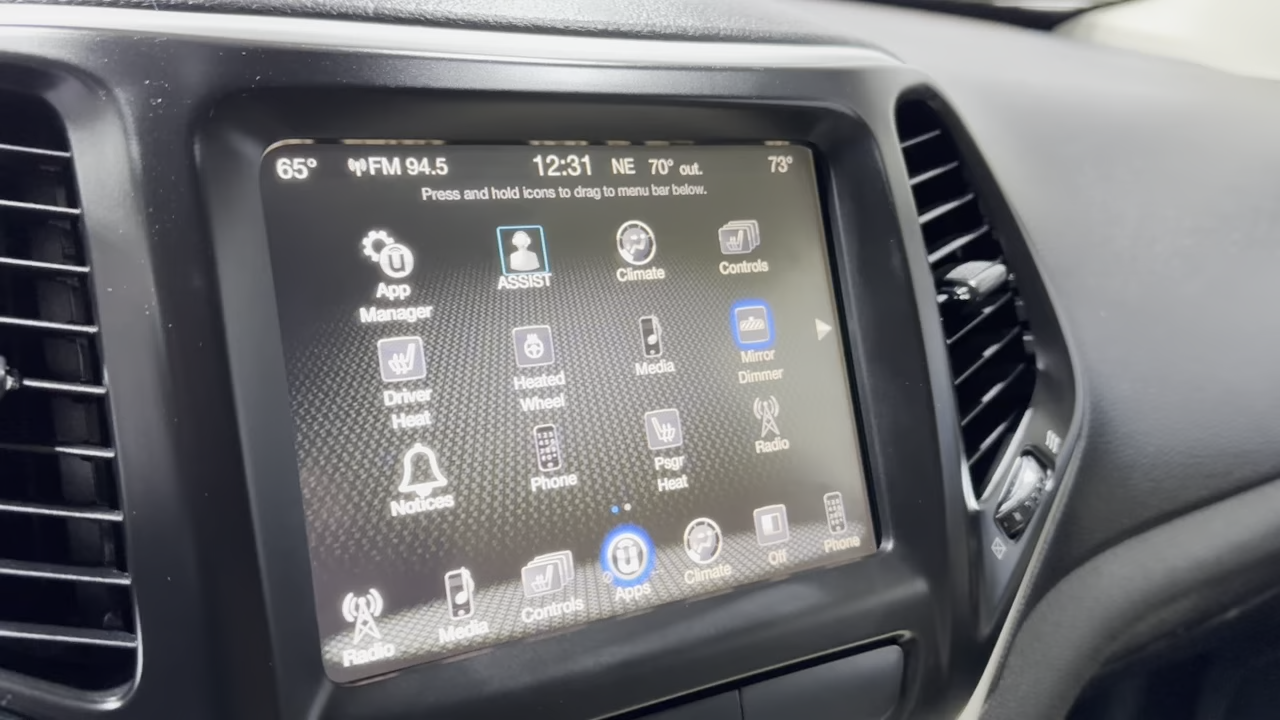 65° FM 94.5 12:31 NE 70° out. 73°
Press and hold icons to drag to menu bar below.
App
Manager
ASSIST
Climate
Controls
Driver
Heat
Heated
Wheel
Media
Mirror
Dimmer
Notices
Phone
Psgr
Heat
Radio
Radio
Media
Controls
Apps
Climate
Off
Phone